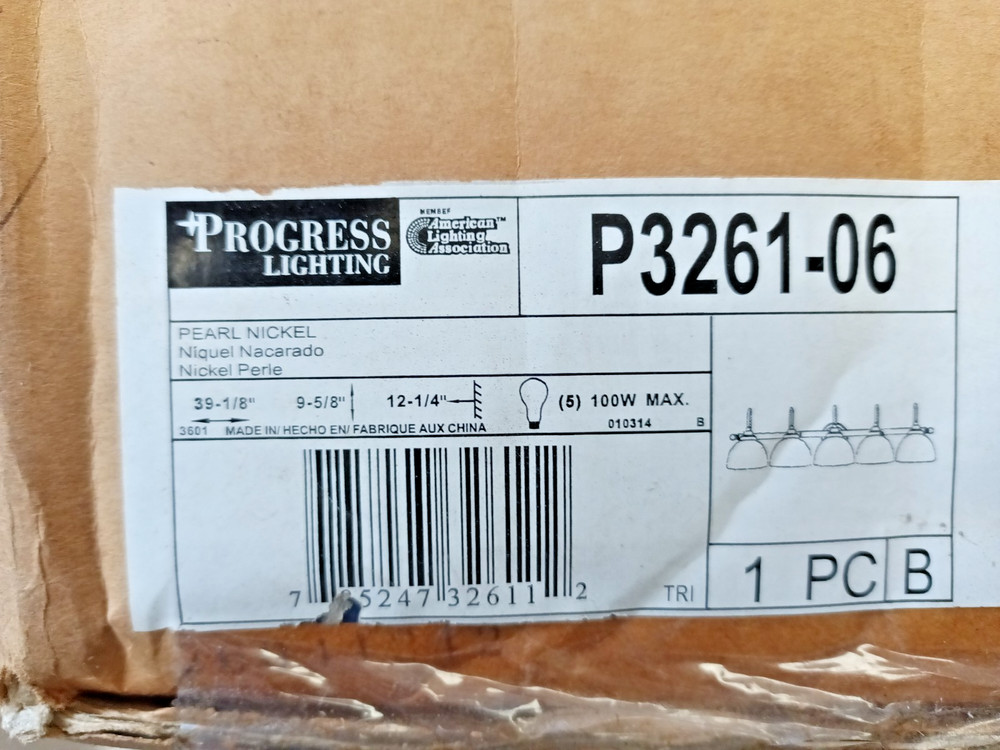 PROGRESS
LIGHTING
MEMBER
American™
Lighting
Association
P3261-06
PEARL NICKEL
Níquel Nacarado
Nickel Perle
39-1/8" 9-5/8" 12-1/4" (5) 100W MAX.
3601 MADE IN/ HECHO EN/ FABRIQUE AUX CHINA 010314 B
7 5247 32611 2
TRI
1 PC B